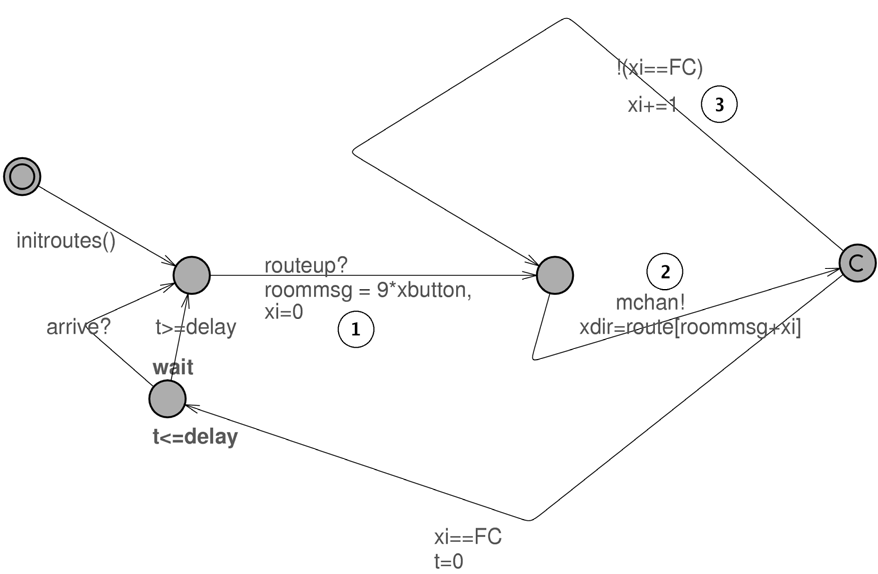 !(xi==FC)
xi+=1
3
initroutes()
routeup?
roommsg = 9*xbutton,
xi=0
1
2
mchan!
xdir=route[roommsg+xi]
C
arrive?
t>=delay
wait
t<=delay
xi==FC
t=0